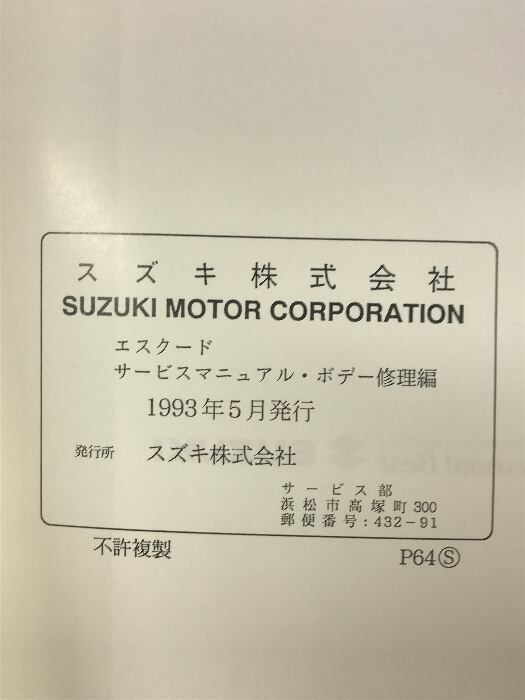 スズキ株式会社
SUZUKI MOTOR CORPORATION
エスクード
サービスマニュアル・ボデー修理編
1993年5月発行
発行所 スズキ株式会社
サービス部
浜松市高塚町300
郵便番号:432-91
不許複製 P64Ⓢ